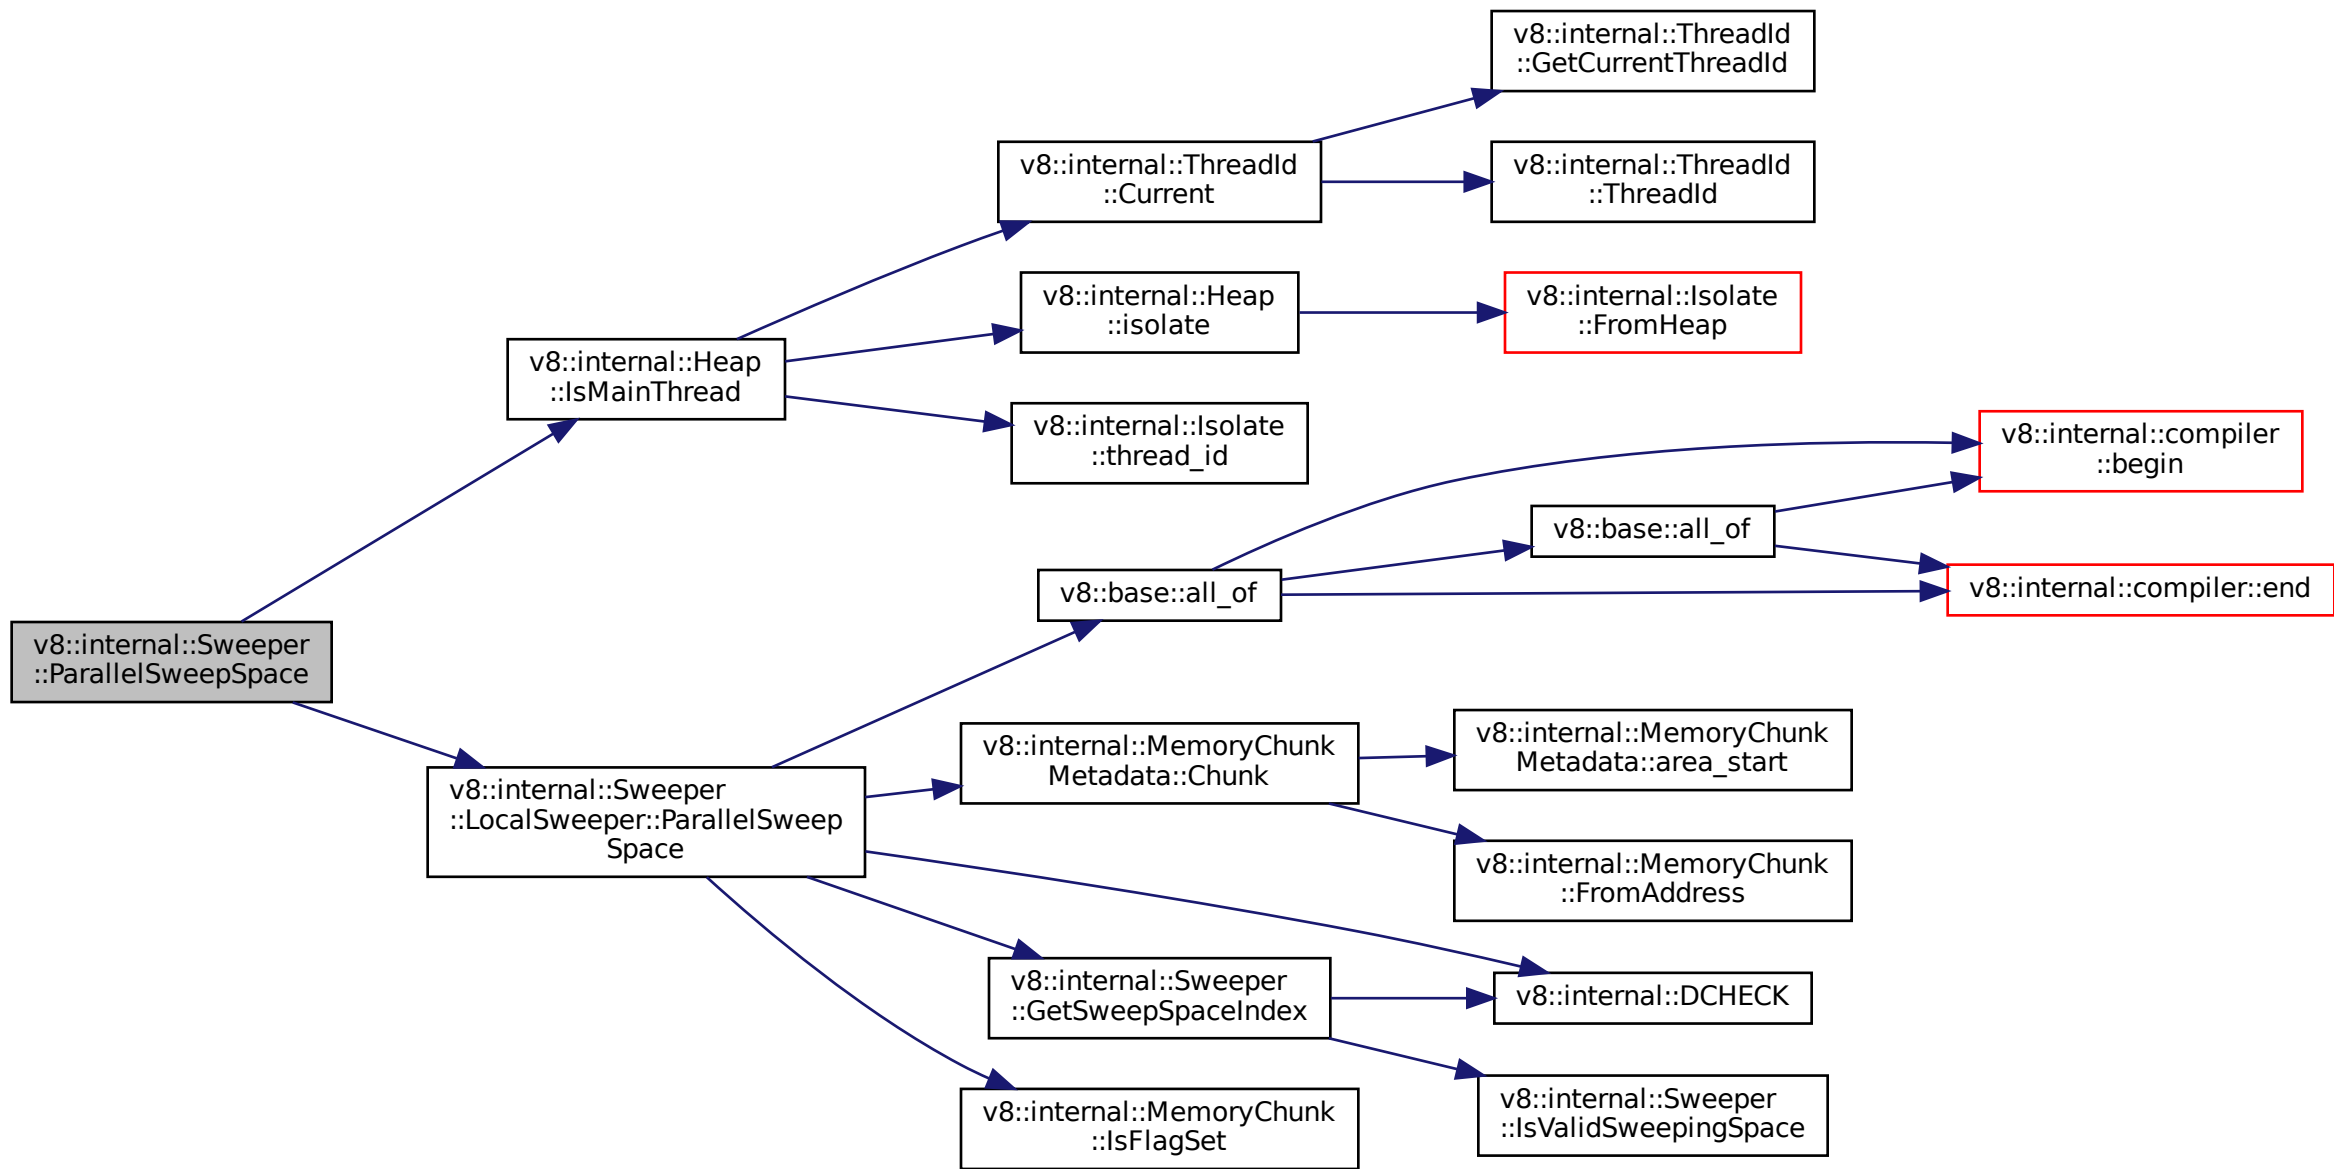 v8::internal::Sweeper
::ParallelSweepSpace
v8::internal::Heap
::IsMainThread
v8::internal::ThreadId
::Current
v8::internal::ThreadId
::GetCurrentThreadId
v8::internal::ThreadId
::ThreadId
v8::internal::Heap
::isolate
v8::internal::Isolate
::FromHeap
v8::internal::Isolate
::thread_id
v8::internal::Sweeper
::LocalSweeper::ParallelSweep
Space
v8::base::all_of
v8::internal::compiler
::begin
v8::base::all_of
v8::internal::compiler::end
v8::internal::MemoryChunk
Metadata::Chunk
v8::internal::MemoryChunk
Metadata::area_start
v8::internal::MemoryChunk
::FromAddress
v8::internal::Sweeper
::GetSweepSpaceIndex
v8::internal::DCHECK
v8::internal::Sweeper
::IsValidSweepingSpace
v8::internal::MemoryChunk
::IsFlagSet